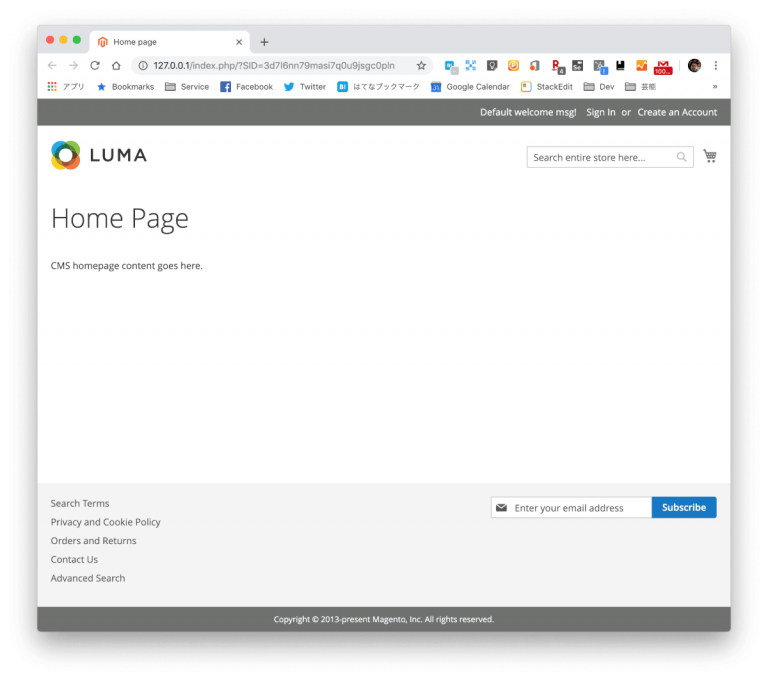 Home page
127.0.0.1/index.php/?SID=3d7l6nn79masi7q0u9jsgc0pln
アプリ Bookmarks Service Facebook Twitter はてなブックマーク Google Calendar StackEdit Dev 芸能 »
Default welcome msg! Sign In or Create an Account
LUMA
Search entire store here...
Home Page
CMS homepage content goes here.
Search Terms
Enter your email address Subscribe
Privacy and Cookie Policy
Orders and Returns
Contact Us
Advanced Search
Copyright © 2013-present Magento, Inc. All rights reserved.